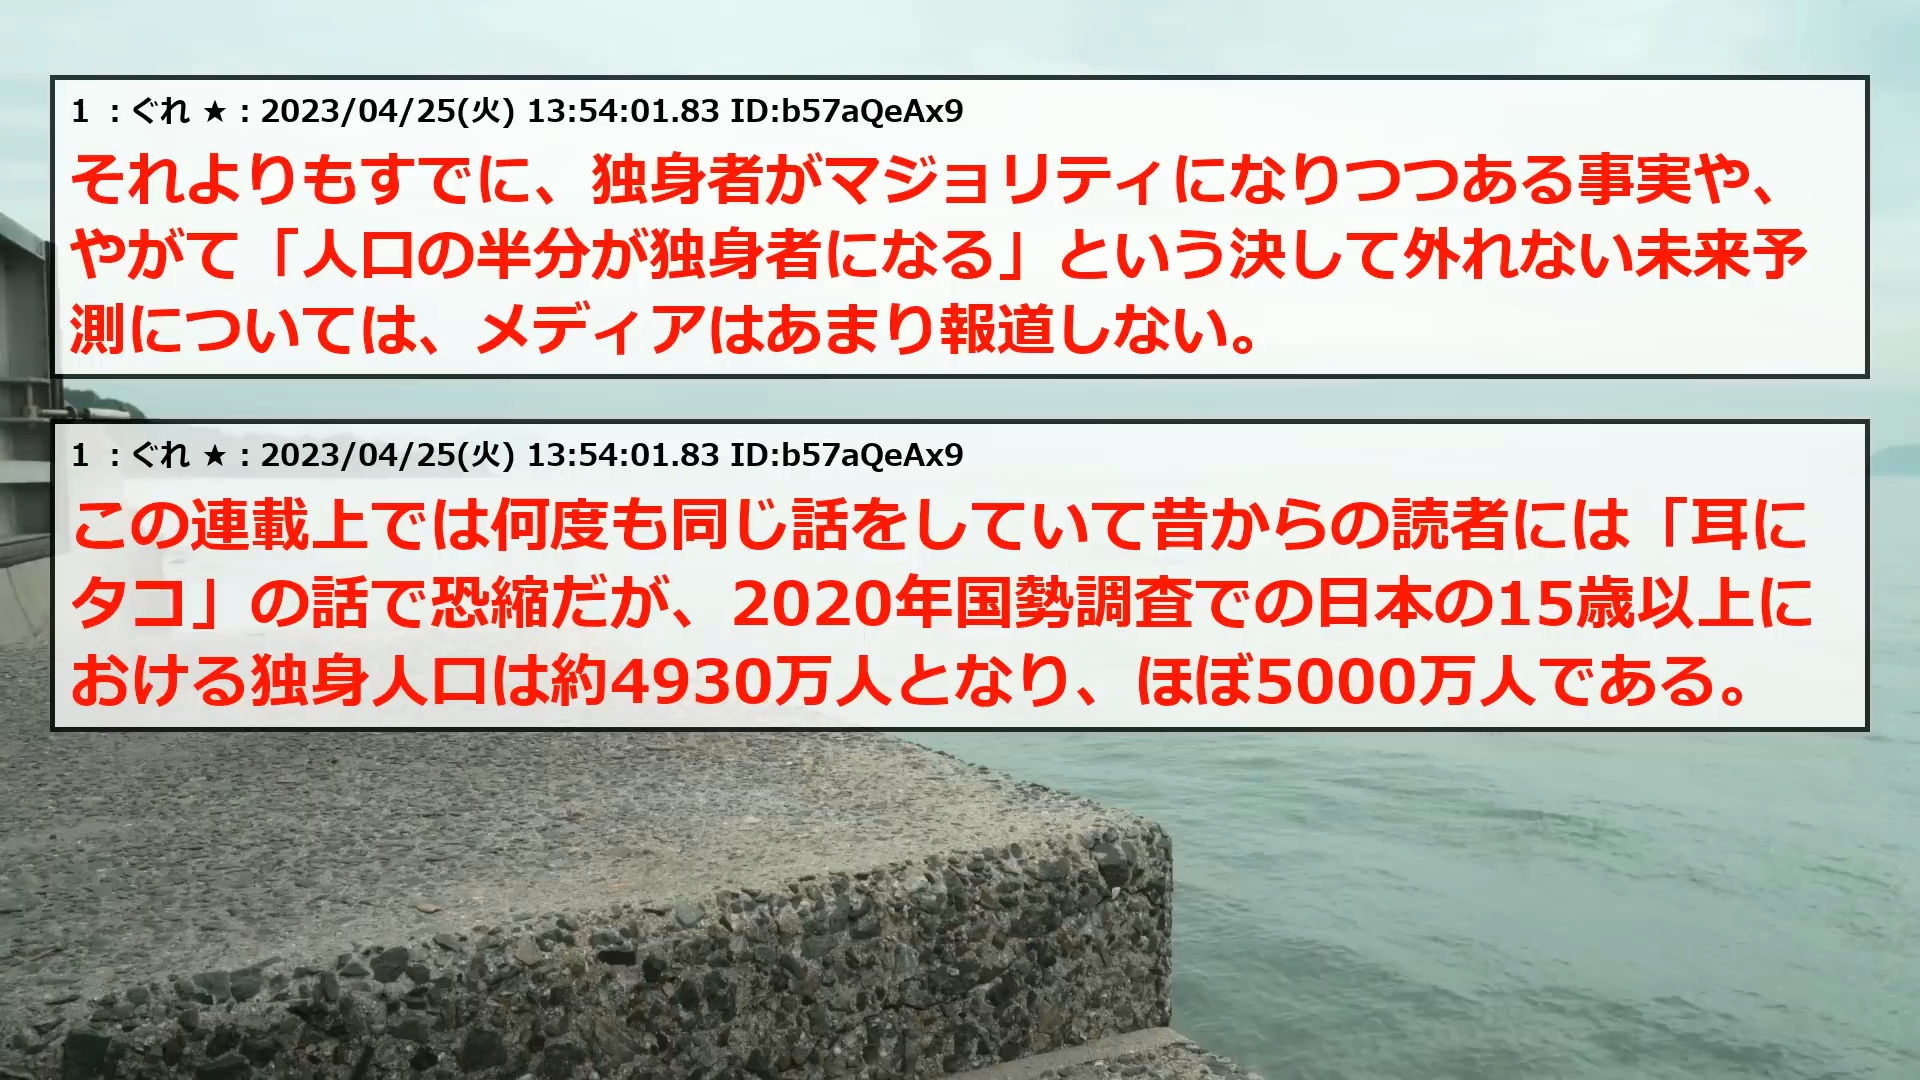 1 ：ぐれ ★：2023/04/25(火) 13:54:01.83 ID:b57aQeAx9
それよりもすでに、独身者がマジョリティになりつつある事実や、
やがて「人口の半分が独身者になる」という決して外れない未来予
測については、メディアはあまり報道しない。
1 ：ぐれ ★：2023/04/25(火) 13:54:01.83 ID:b57aQeAx9
この連載上では何度も同じ話をしていて昔からの読者には「耳に
タコ」の話で恐縮だが、2020年国勢調査での日本の15歳以上に
おける独身人口は約4930万人となり、ほぼ5000万人である。